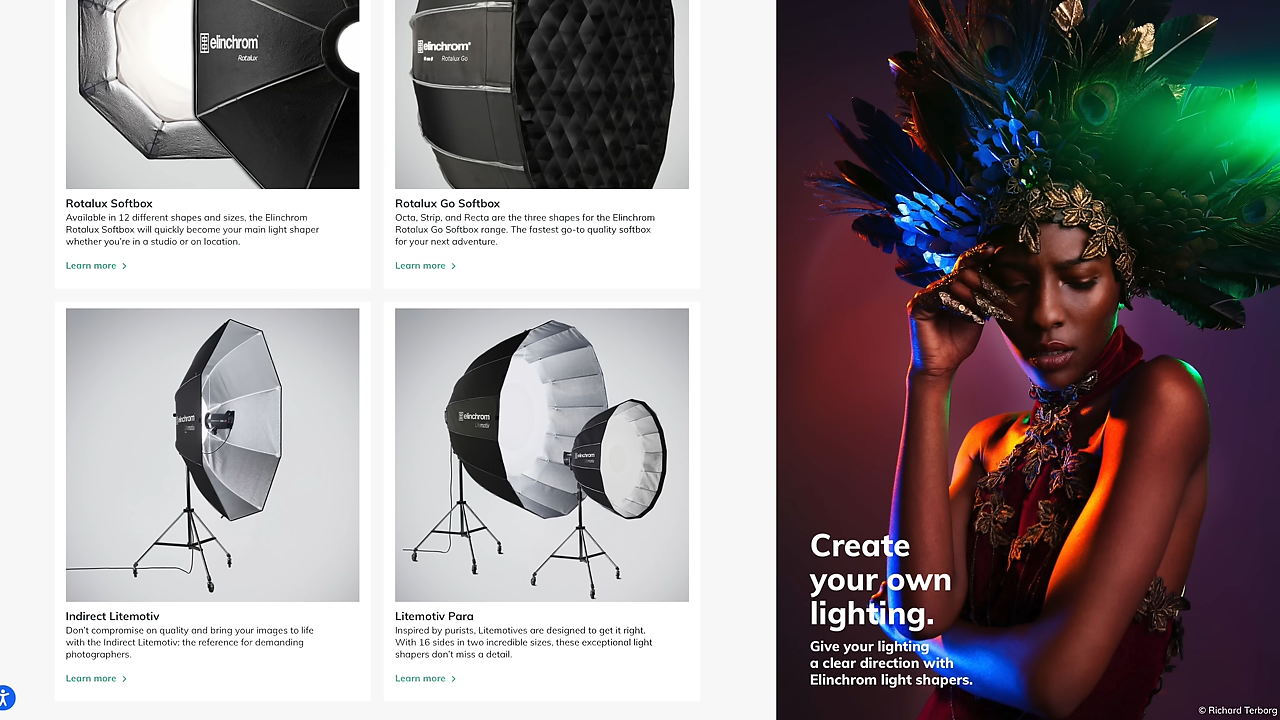 elinchrom
Rotalux
elinchrom
Rotalux Go
Rotalux Softbox
Available in 12 different shapes and sizes, the Elinchrom
Rotalux Softbox will quickly become your main light shaper
whether you're in a studio or on location.
Learn more
Rotalux Go Softbox
Octa, Strip, and Recta are the three shapes for the Elinchrom
Rotalux Go Softbox range. The fastest go-to quality softbox
for your next adventure.
Learn more
elinchrom
elinchrom
elinchrom
Indirect Litemotiv
Don't compromise on quality and bring your images to life
with the Indirect Litemotiv: the reference for demanding
photographers.
Learn more
Litemotiv Para
Inspired by purists, Litemotives are designed to get it right.
With 16 sides in two incredible sizes, these exceptional light
shapers don't miss a detail.
Learn more
Create
your own
lighting.
Give your lighting
a clear direction with
Elinchrom light shapers.
© Richard Terborg